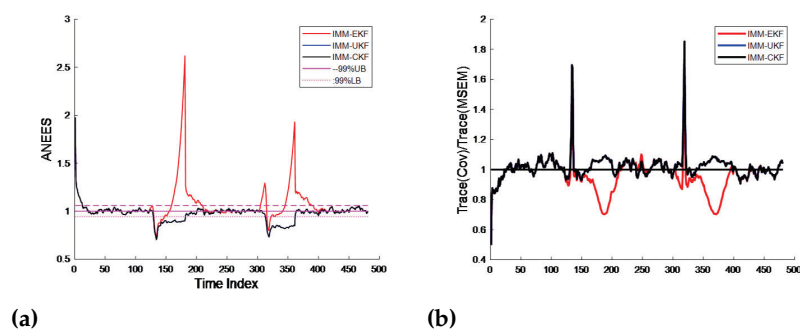 3
2.5
2
1.5
1
0.5
ANEES
0 50 100 150 200 250 300 350 400 450 500
Time Index
IMM-EKF
IMM-UKF
IMM-CKF
--99%UB
:99%LB
(a)
2
1.8
1.6
1.4
1.2
1
0.8
0.6
0.4
Trace(Cov)/Trace(MSEM)
0 50 100 150 200 250 300 350 400 450 500
IMM-EKF
IMM-UKF
IMM-CKF
(b)